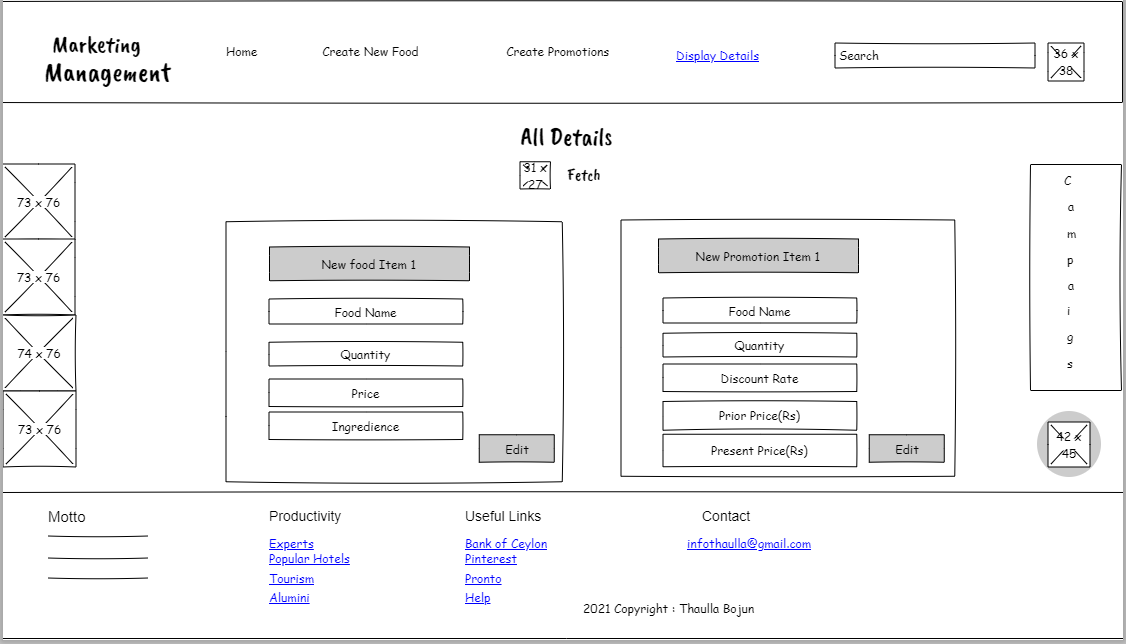 Marketing
Management
Home
Create New Food
Create Promotions
Display Details
Search
36 x
38
All Details
31 x
27
Fetch
73 x 76
73 x 76
74 x 76
73 x 76
New food Item 1
Food Name
Quantity
Price
Ingredience
Edit
New Promotion Item 1
Food Name
Quantity
Discount Rate
Prior Price(Rs)
Present Price(Rs)
Edit
C
a
m
p
a
i
g
s
42 x
45
Motto
Productivity
Experts
Popular Hotels
Tourism
Alumini
Useful Links
Bank of Ceylon
Pinterest
Pronto
Help
Contact
infothaulla@gmail.com
2021 Copyright : Thaulla Bojun